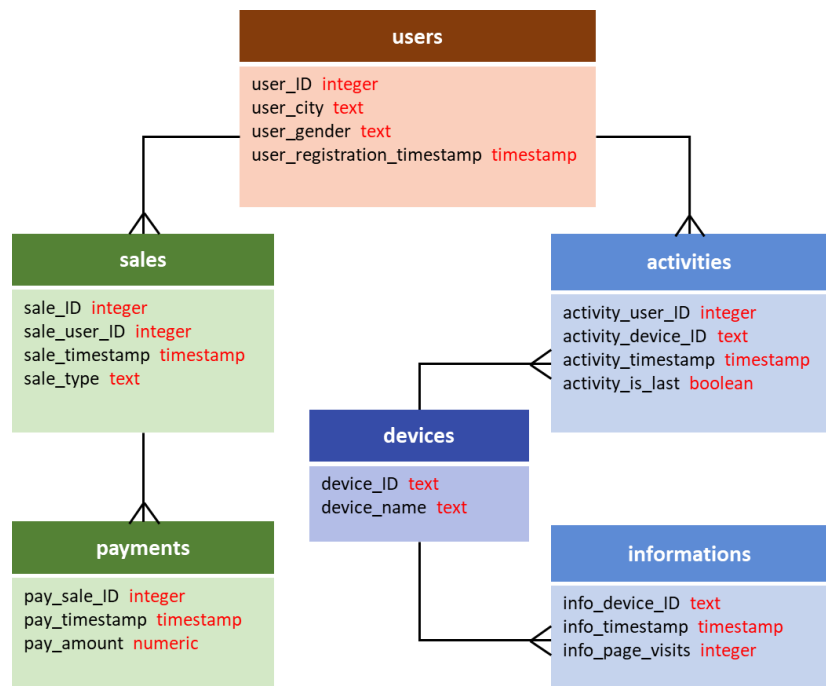 users
user_ID integer
user_city text
user_gender text
user_registration_timestamp timestamp
sales
sale_ID integer
sale_user_ID integer
sale_timestamp timestamp
sale_type text
activities
activity_user_ID integer
activity_device_ID text
activity_timestamp timestamp
activity_is_last boolean
devices
device_ID text
device_name text
payments
pay_sale_ID integer
pay_timestamp timestamp
pay_amount numeric
informations
info_device_ID text
info_timestamp timestamp
info_page_visits integer